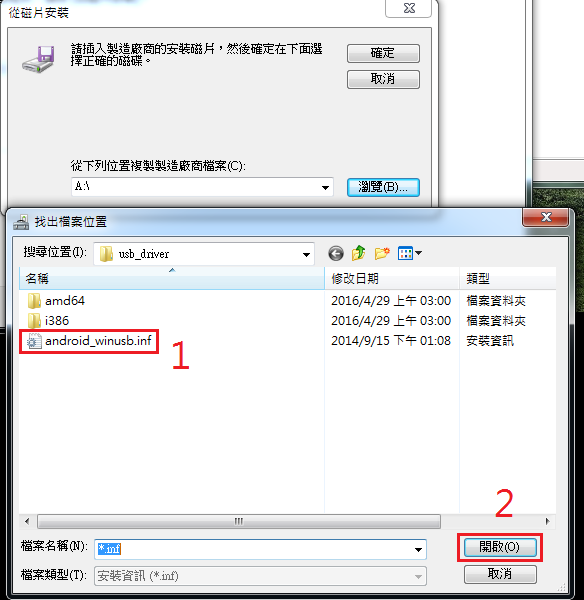 從磁片安裝
請插入製造廠商的安裝磁片，然後確定在下面選
擇正確的磁碟。
確定
取消
從下列位置複製製造廠商檔案(C):
A:\
瀏覽(B)...
找出檔案位置
搜尋位置(I):
usb_driver
名稱 修改日期 類型
amd64 2016/4/29 上午 03:00 檔案資料夾
i386 2016/4/29 上午 03:00 檔案資料夾
android_winusb.inf 2014/9/15 下午 01:08 安裝資訊
1
2
檔案名稱(N): *.inf 開啟(O)
檔案類型(T): 安裝資訊 (*.inf) 取消